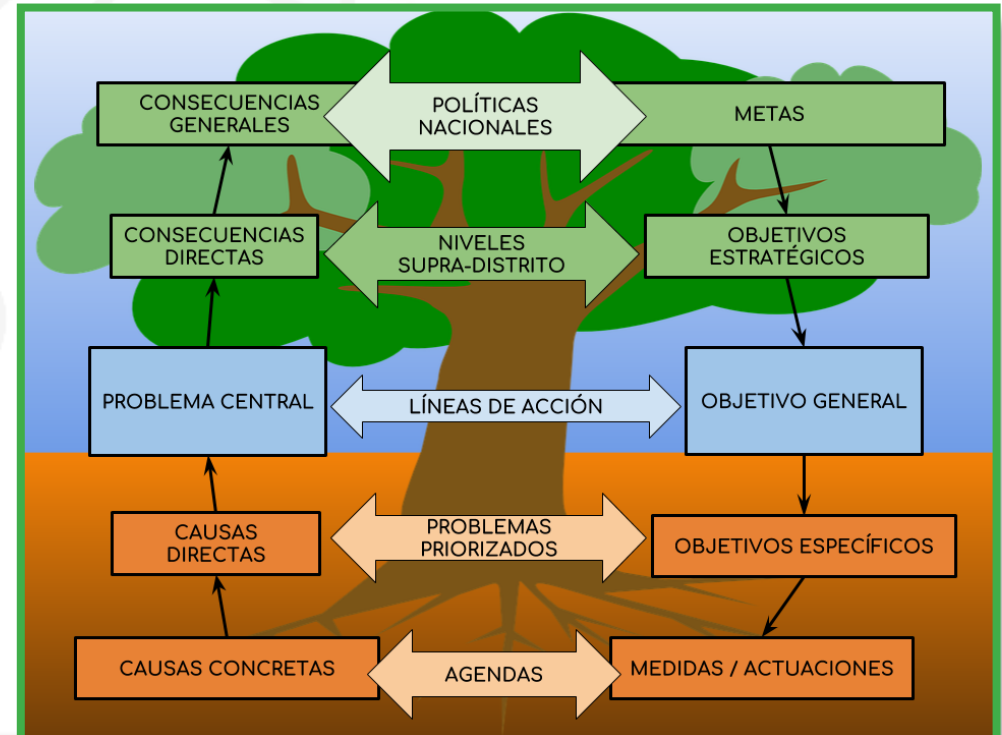 CONSECUENCIAS
GENERALES
POLÍTICAS
NACIONALES
METAS
CONSECUENCIAS
DIRECTAS
NIVELES
SUPRA-DISTRITO
OBJETIVOS
ESTRATÉGICOS
PROBLEMA CENTRAL
LÍNEAS DE ACCIÓN
OBJETIVO GENERAL
CAUSAS
DIRECTAS
PROBLEMAS
PRIORIZADOS
OBJETIVOS ESPECÍFICOS
CAUSAS CONCRETAS
AGENDAS
MEDIDAS / ACTUACIONES